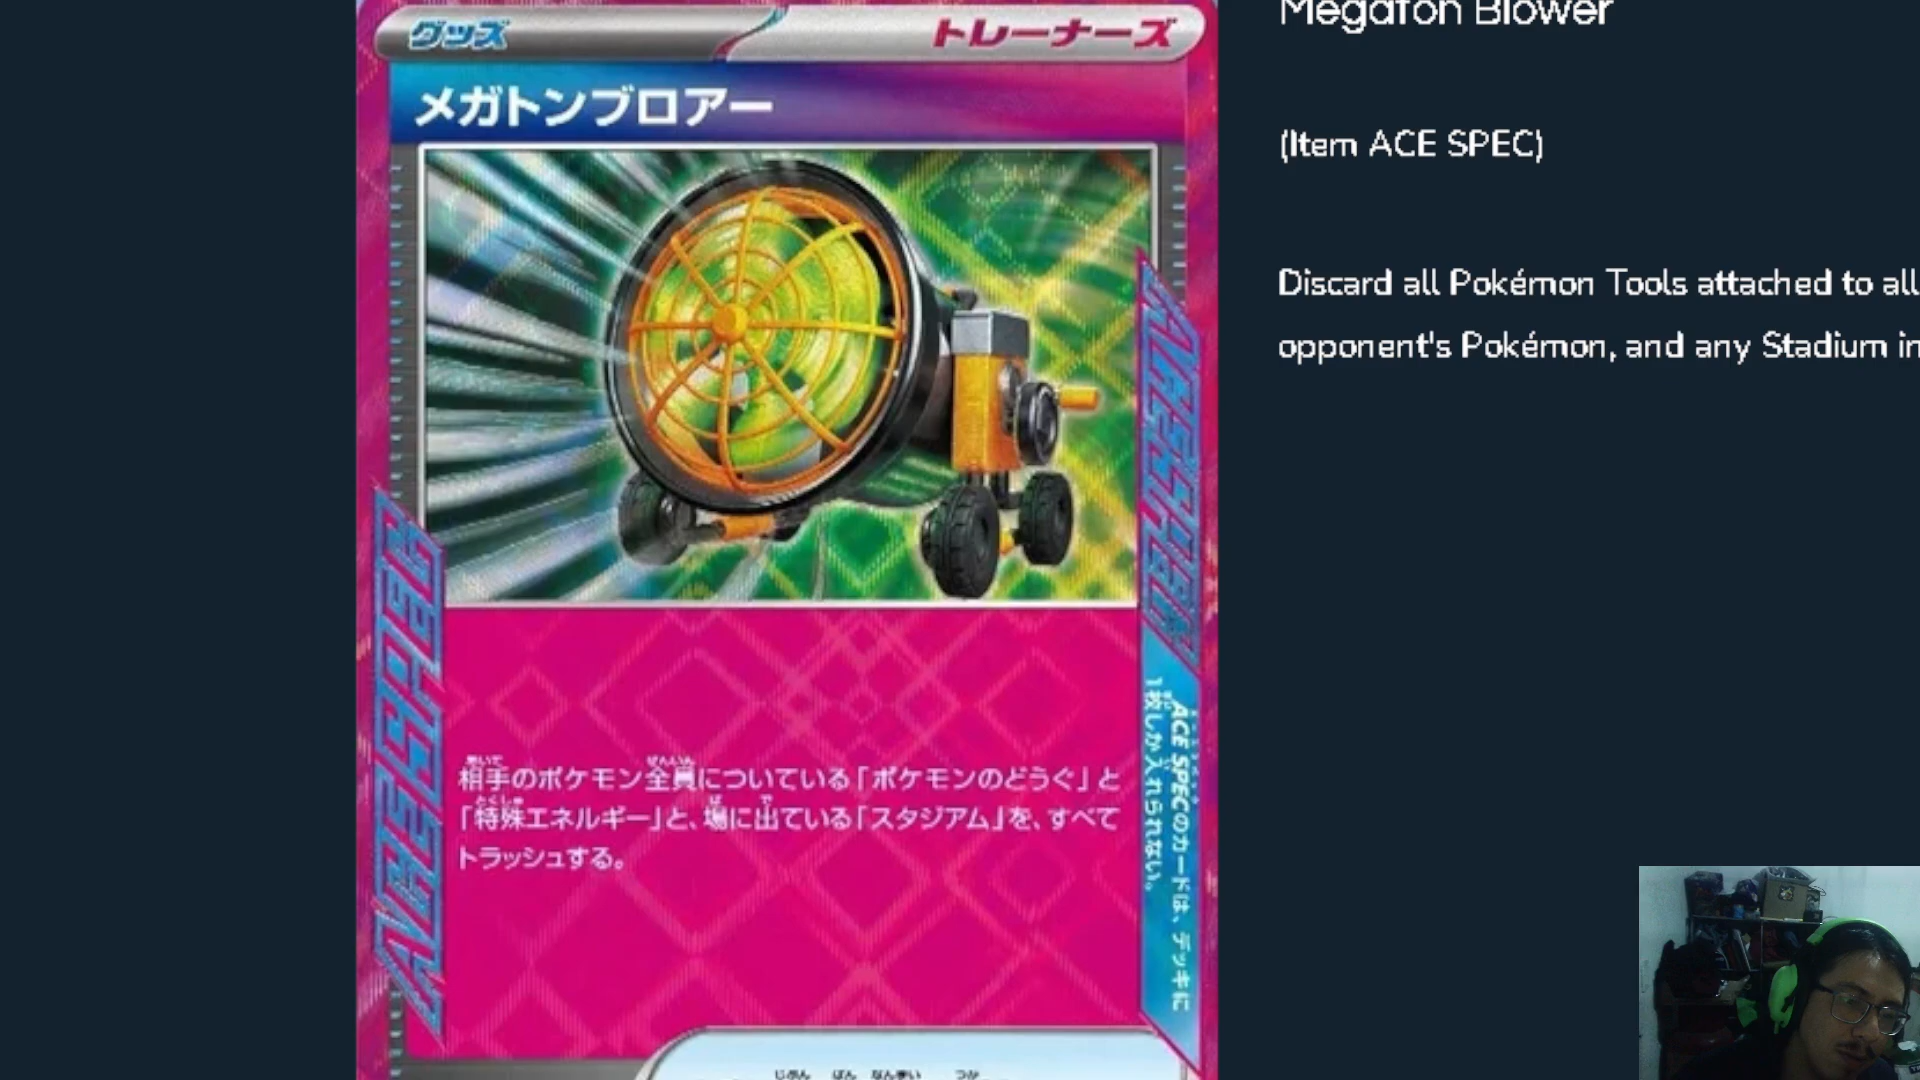 グッズ
トレーナーズ
メガトンブロアー
ACE SPEC
ACE SPEC
相手のポケモン全員についている「ポケモンのどうぐ」と
「特殊エネルギー」と、場に出ている「スタジアム」を、すべて
トラッシュする。
ACE SPECのカードは、デッキに
1枚しか入れられない。
Megaton Blower
(Item ACE SPEC)
Discard all Pokémon Tools attached to all
opponent's Pokémon, and any Stadium in